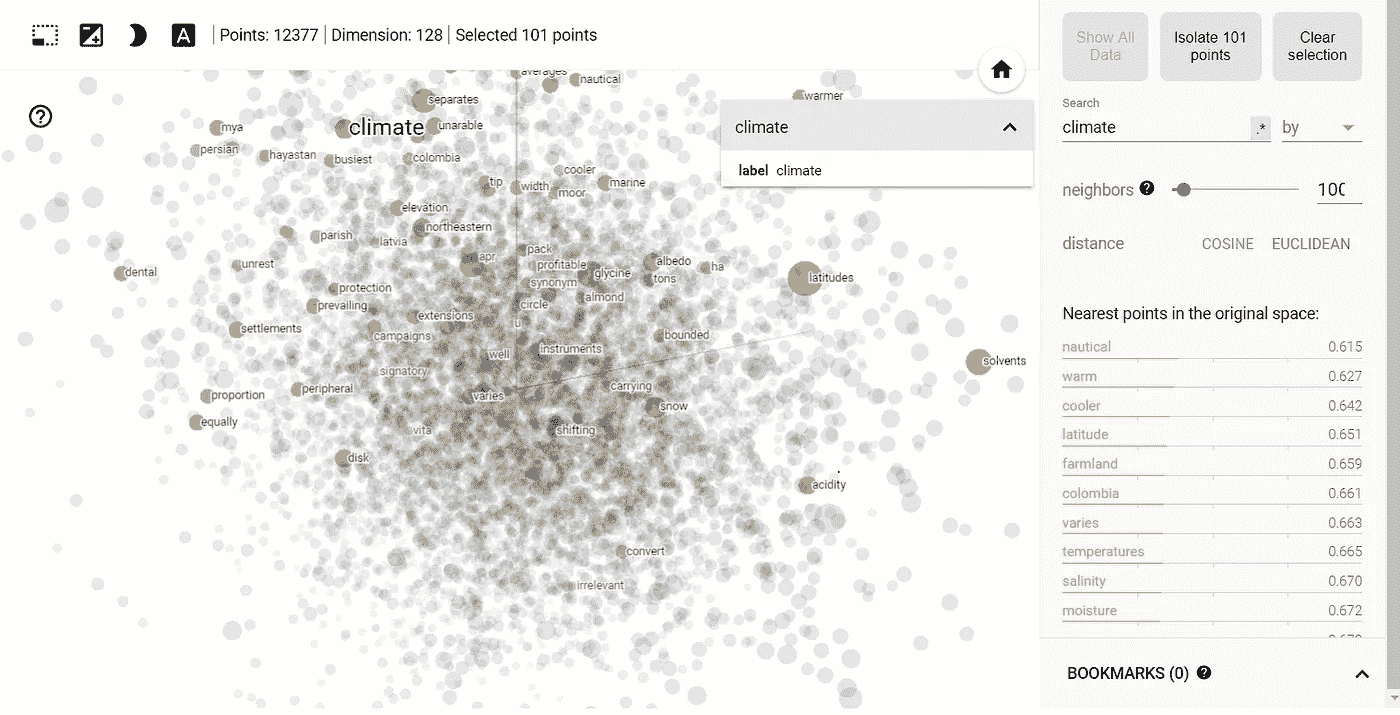 A
Points: 12377 | Dimension: 128 | Selected 101 points
Show All Data
Isolate 101 points
Clear selection
Search
climate
.*
by
neighbors
distance
COSINE
EUCLIDEAN
Nearest points in the original space:
nautical 0.615
warm 0.627
cooler 0.642
latitude 0.651
farmland 0.659
colombia 0.661
varies 0.663
temperatures 0.665
salinity 0.670
moisture 0.672
BOOKMARKS (0)
climate
label climate
averages
nautical
warmer
separates
mya
climate
unarable
persian
hayastan
busiest
colombia
cooler
tip
width
moor
marine
elevation
northeastern
parish
latvia
pack
apr
profitable
albedo
ha
unrest
dental
glycine
tons
latitudes
synonym
protection
almond
prevailing
circle
extensions
u
settlements
campaigns
bounded
instruments
well
solvents
signatory
carrying
peripheral
proportion
varies
snow
equally
vita
shifting
disk
acidity
convert
irrelevant